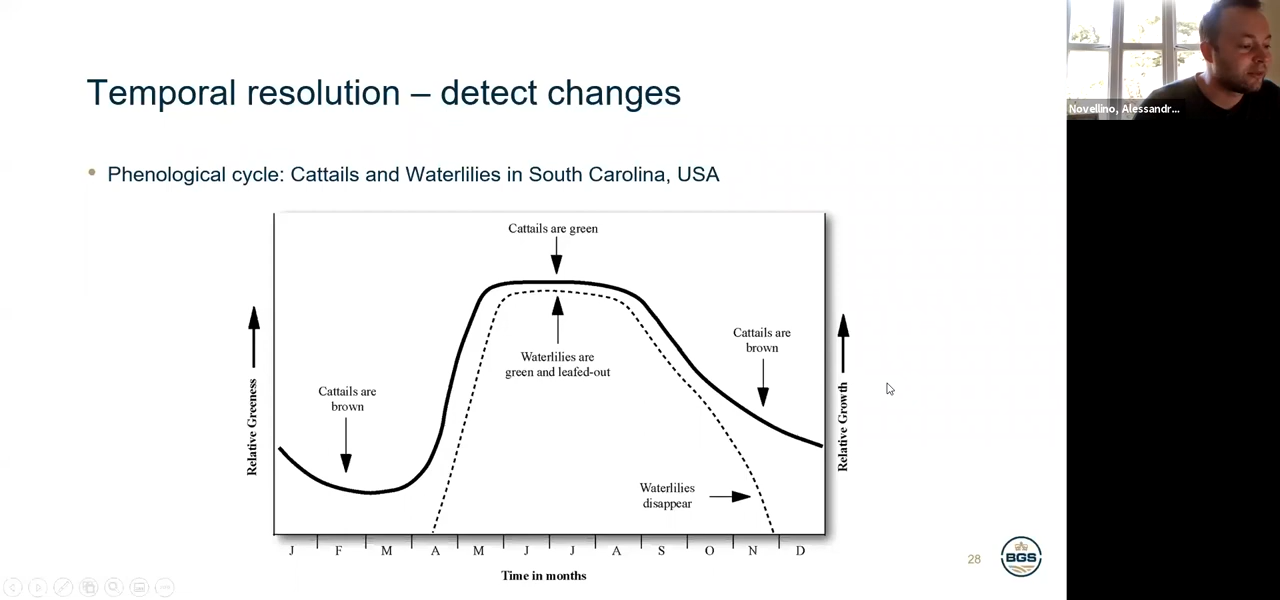 Temporal resolution – detect changes
Novellino, Alessandr...
• Phenological cycle: Cattails and Waterlilies in South Carolina, USA
Cattails are green
Cattails are
brown
Waterlilies are
green and leafed-out
Cattails are
brown
Relative Greeness
Relative Growth
Waterlilies
disappear
J F M A M J J A S O N D
Time in months
28
BGS